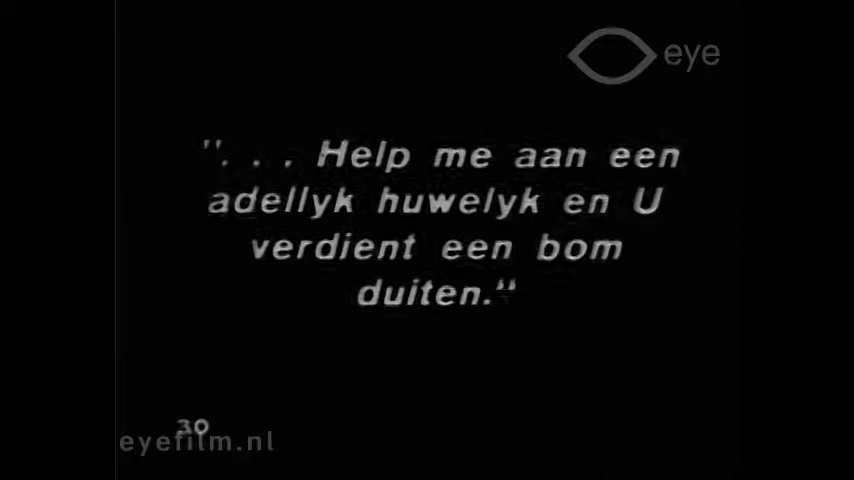 eye
". . . Help me aan een
adellyk huwelyk en U
verdient een bom
duiten."
30
eyefilm.nl